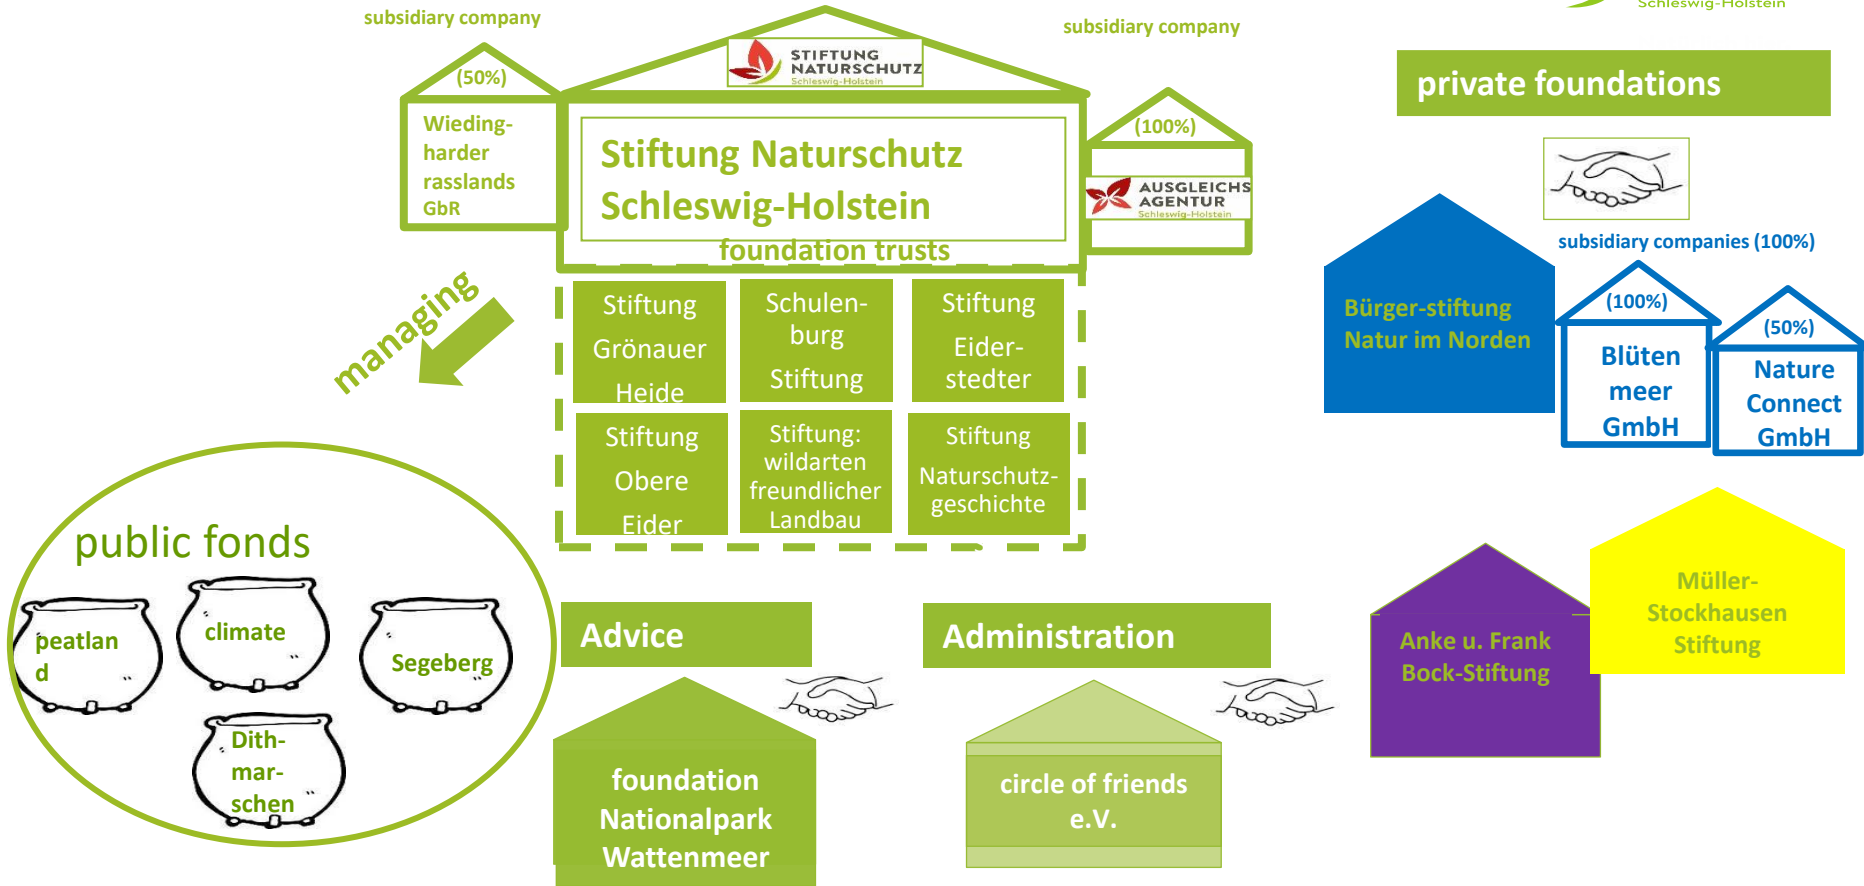 subsidiary company
subsidiary company
Schleswig-Holstein
(50%)
Wieding-
harder
rasslands
GbR
STIFTUNG
NATURSCHUTZ
Schleswig-Holstein
Stiftung Naturschutz
Schleswig-Holstein
foundation trusts
(100%)
AUSGLEICHS
AGENTUR
Schleswig-Holstein
private foundations
subsidiary companies (100%)
Bürger-stiftung
Natur im Norden
(100%)
Blüten
meer
GmbH
(50%)
Nature
Connect
GmbH
managing
Stiftung
Grönauer
Heide
Schulen-
burg
Stiftung
Stiftung
Eider-
stedter
Stiftung
Obere
Eider
Stiftung:
wildarten
freundlicher
Landbau
Stiftung
Naturschutz-
geschichte
public fonds
peatlan
d
climate
Segeberg
Dith-
mar-
schen
Advice
foundation
Nationalpark
Wattenmeer
Administration
circle of friends
e.V.
Anke u. Frank
Bock-Stiftung
Müller-
Stockhausen
Stiftung